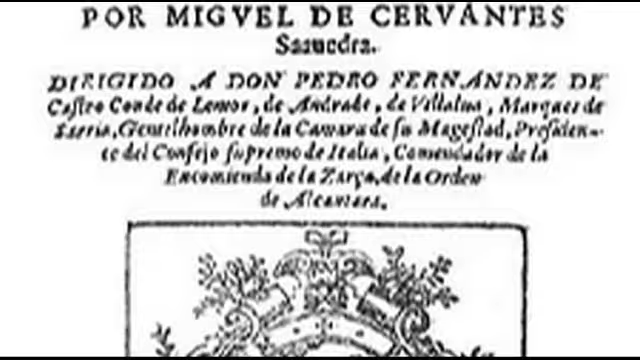 POR MIGVEL DE CERVANTES
Saauedra.
DIRIGIDO A DON PEDRO FERNANDEZ DE
Castro Conde de Lemos, de Andrade, de Villalua, Marques de
Sarria, Gentilhombre de la Camara de su Magestad, Presiden-
te del Consejo supremo de Italia, Comendador de la
Encomienda de la Zarça, de la Orden
de Alcantara.